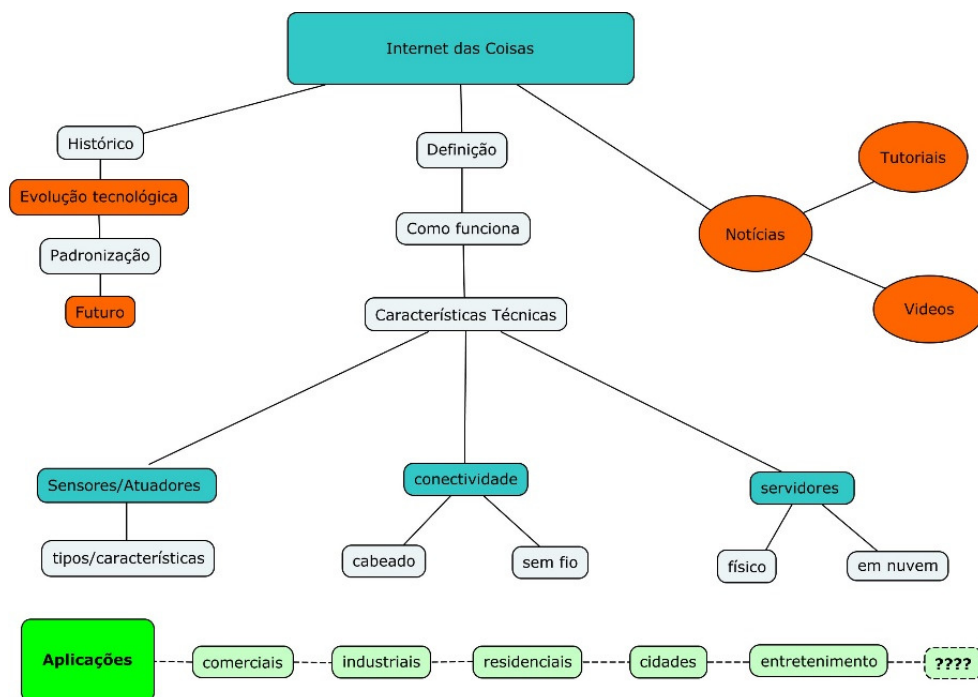 Internet das Coisas
Histórico
Definição
Tutoriais
Evolução tecnológica
Como funciona
Notícias
Padronização
Futuro
Características Técnicas
Videos
Sensores/Atuadores
conectividade
servidores
tipos/características
cabeado
sem fio
físico
em nuvem
Aplicações
comerciais
industriais
residenciais
cidades
entretenimento
????